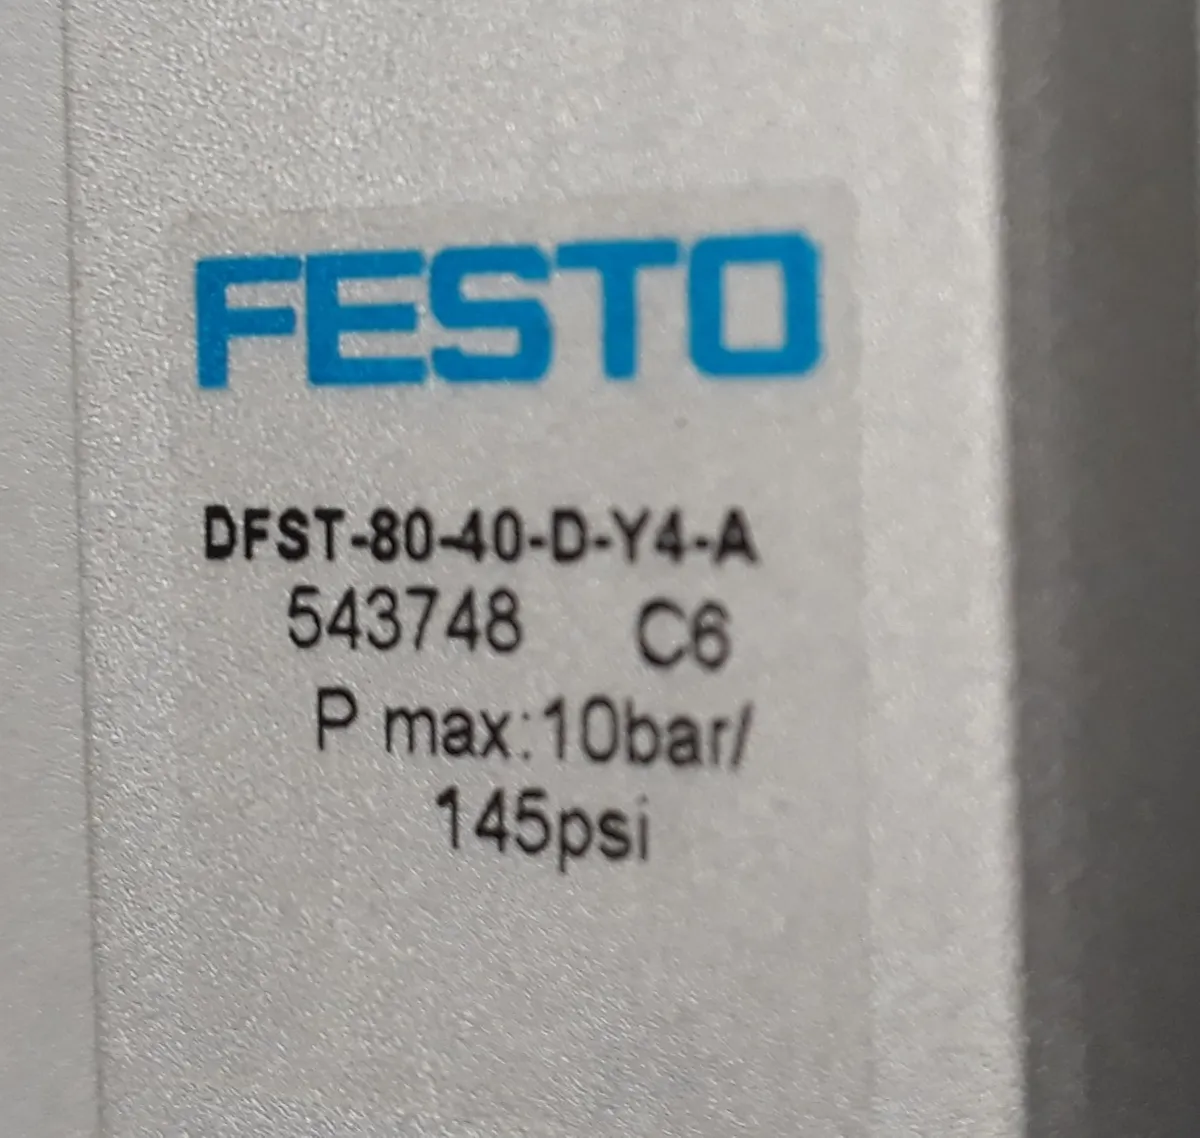 FESTO
DFST-80-40-D-Y4-A
543748 C6
P max:10bar/
145psi